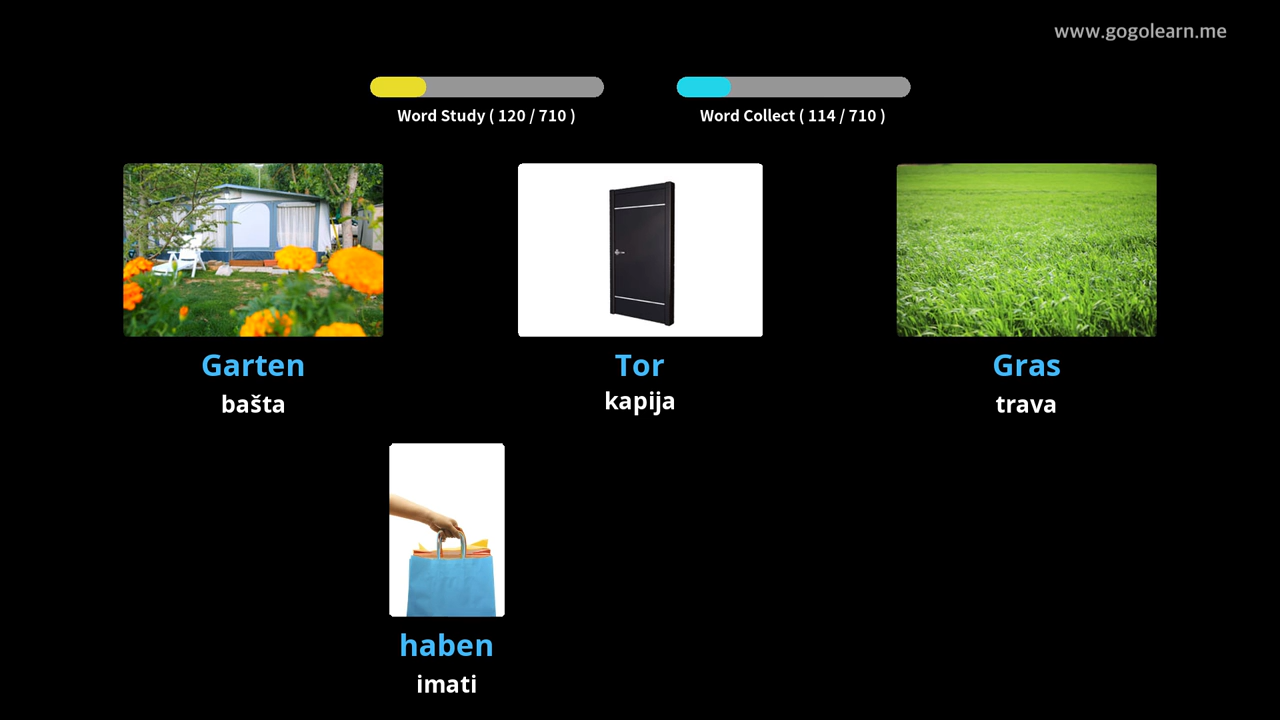 www.gogolearn.me
Word Study ( 120 / 710 )
Word Collect ( 114 / 710 )
Garten
bašta
Tor
kapija
Gras
trava
haben
imati